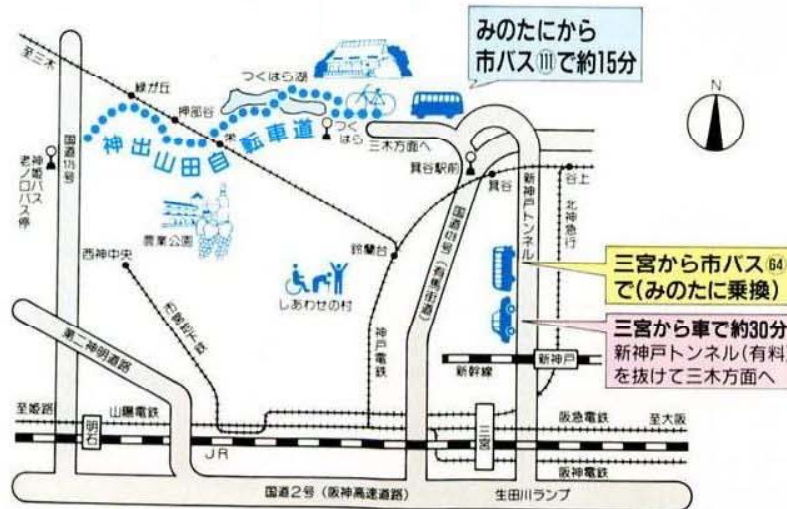 みのたにから
市バス⑪⑪で約15分
N
至三木
緑が丘
つくはら湖
押部谷
栄
つく
はら
三木方面へ
神出山田自転車道
国道175号
神姫バス
老ノ口バス停
箕谷駅前
箕谷
谷上
新神戸トンネル
北神急行
国道428号(有馬街道)
農業公園
西神中央
鈴蘭台
しあわせの村
三宮から市バス64
で(みのたに乗換)
三宮から車で約30分
新神戸トンネル(有料)
を抜けて三木方面へ
市営地下鉄
第二神明道路
神戸電鉄
新幹線
新神戸
至姫路
山陽電鉄
明石
三宮
阪急電鉄
至大阪
JR
阪神電鉄
国道2号(阪神高速道路)
生田川ランプ